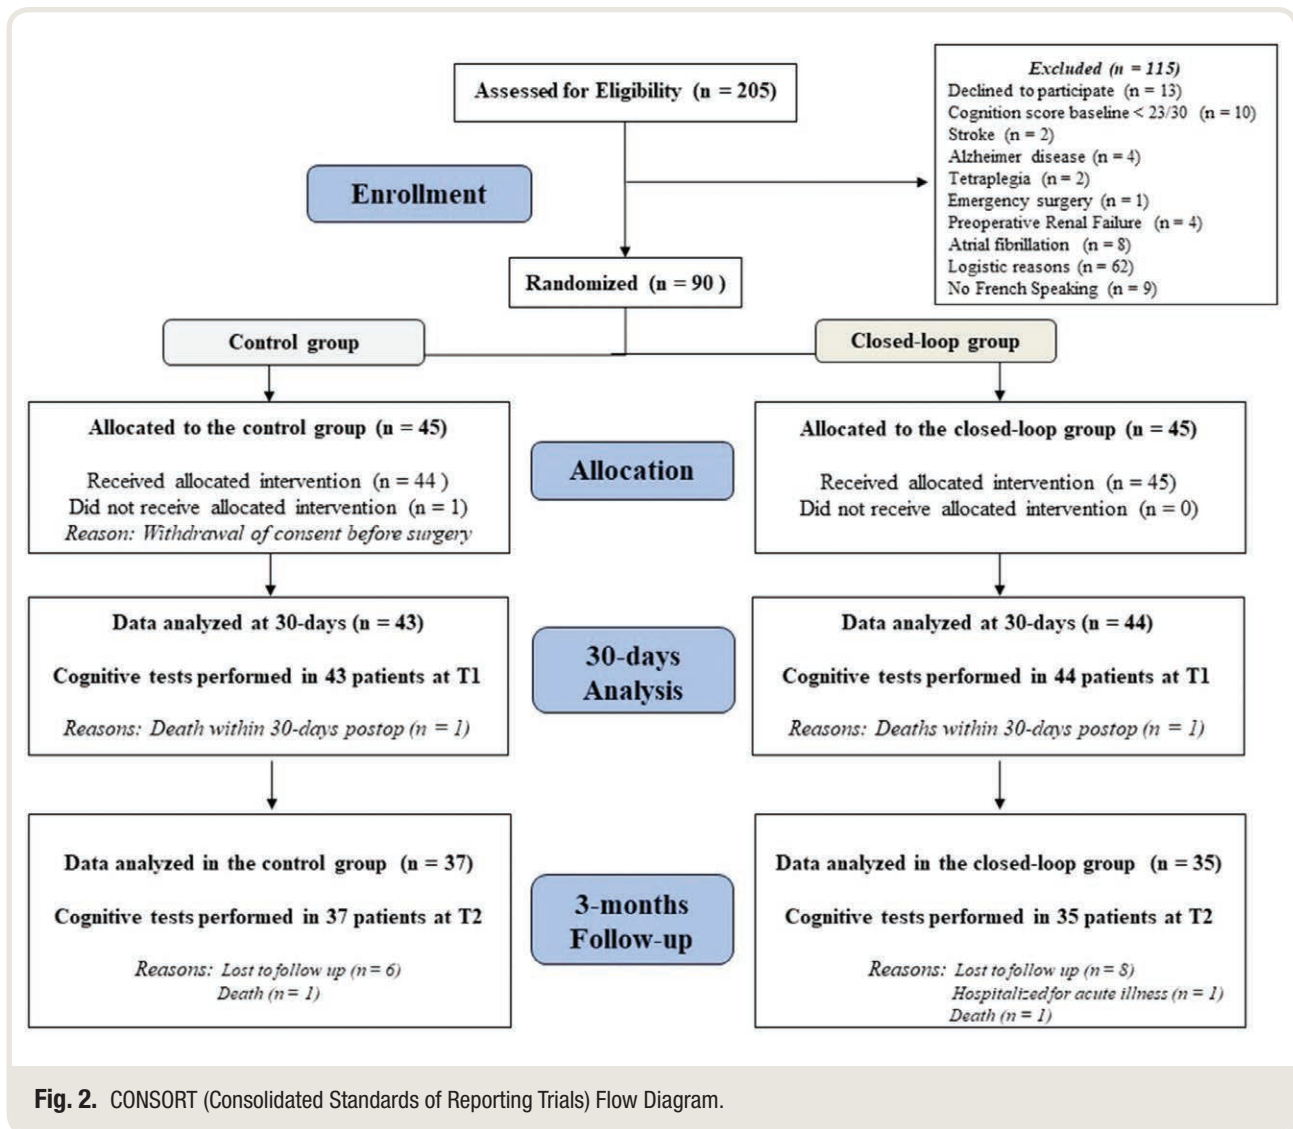 Assessed for Eligibility (n = 205)
Excluded (n = 115)
Declined to participate (n = 13)
Cognition score baseline < 23/30 (n = 10)
Stroke (n = 2)
Alzheimer disease (n = 4)
Tetraplegia (n = 2)
Emergency surgery (n = 1)
Preoperative Renal Failure (n = 4)
Atrial fibrillation (n = 8)
Logistic reasons (n = 62)
No French Speaking (n = 9)
Enrollment
Randomized (n = 90 )
Control group
Closed-loop group
Allocated to the control group (n = 45)
Received allocated intervention (n = 44 )
Did not receive allocated intervention (n = 1)
Reason: Withdrawal of consent before surgery
Allocation
Allocated to the closed-loop group (n = 45)
Received allocated intervention (n = 45)
Did not receive allocated intervention (n = 0)
Data analyzed at 30-days (n = 43)
Cognitive tests performed in 43 patients at T1
Reasons: Death within 30-days postop (n = 1)
30-days
Analysis
Data analyzed at 30-days (n = 44)
Cognitive tests performed in 44 patients at T1
Reasons: Deaths within 30-days postop (n = 1)
Data analyzed in the control group (n = 37)
Cognitive tests performed in 37 patients at T2
Reasons: Lost to follow up (n = 6)
Death (n = 1)
3-months
Follow-up
Data analyzed in the closed-loop group (n = 35)
Cognitive tests performed in 35 patients at T2
Reasons: Lost to follow up (n = 8)
Hospitalized for acute illness (n = 1)
Death (n = 1)
Fig. 2. CONSORT (Consolidated Standards of Reporting Trials) Flow Diagram.